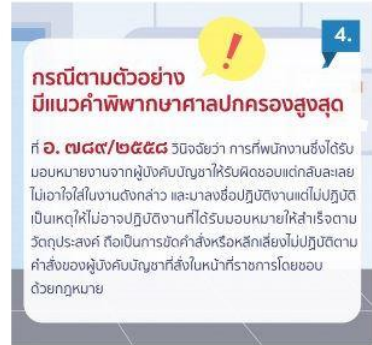 4.
!
กรณีตามตัวอย่าง
มีแนวคำพิพากษาศาลปกครองสูงสุด
ที่ อ. ๗๘๙/๒๕๕๘ วินิจฉัยว่า การที่พนักงานซึ่งได้รับ
มอบหมายงานจากผู้บังคับบัญชาให้รับผิดชอบแต่กลับละเลย
ไม่เอาใจใส่ในงานดังกล่าว และมาลงชื่อปฏิบัติงานแต่ไม่ปฏิบัติ
เป็นเหตุให้ไม่อาจปฏิบัติงานที่ได้รับมอบหมายให้สำเร็จตาม
วัตถุประสงค์ ถือเป็นการขัดคำสั่งหรือหลีกเลี่ยงไม่ปฏิบัติตาม
คำสั่งของผู้บังคับบัญชาที่สั่งในหน้าที่ราชการโดยชอบ
ด้วยกฎหมาย